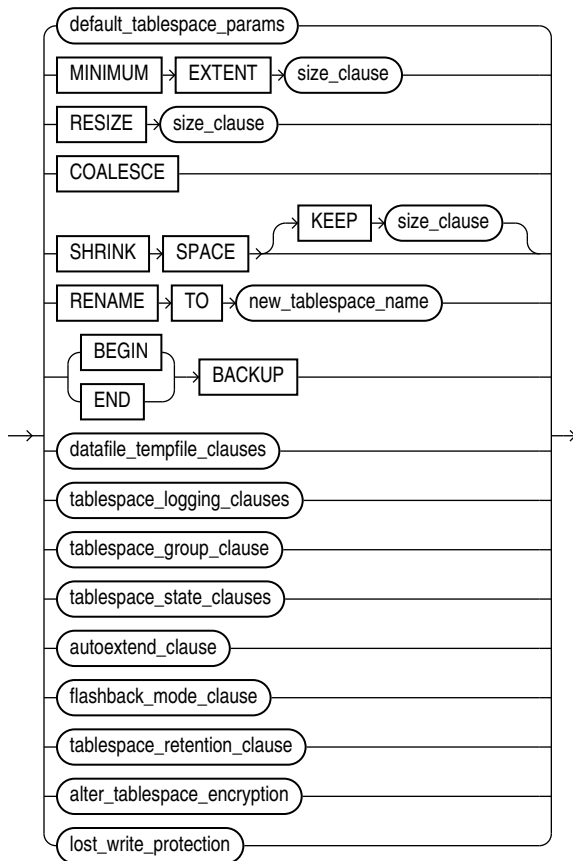 default_tablespace_params
MINIMUM EXTENT size_clause
RESIZE size_clause
COALESCE
KEEP size_clause
SHRINK SPACE
RENAME TO new_tablespace_name
BEGIN
BACKUP
END
datafile_tempfile_clauses
tablespace_logging_clauses
tablespace_group_clause
tablespace_state_clauses
autoextend_clause
flashback_mode_clause
tablespace_retention_clause
alter_tablespace_encryption
lost_write_protection